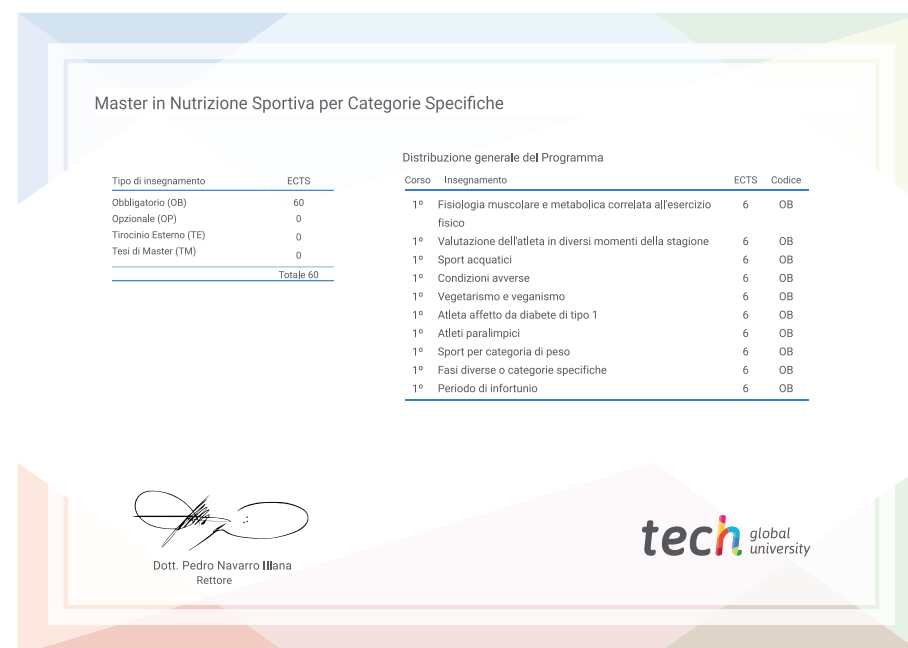 Master in Nutrizione Sportiva per Categorie Specifiche
Tipo di insegnamento ECTS
Obbligatorio (OB) 60
Opzionale (OP) 0
Tirocinio Esterno (TE) 0
Tesi di Master (TM) 0
Totale 60
Distribuzione generale del Programma
Corso Insegnamento ECTS Codice
1º Fisiologia muscolare e metabolica correlata all'esercizio 6 OB
fisico
1º Valutazione dell'atleta in diversi momenti della stagione 6 OB
1º Sport acquatici 6 OB
1º Condizioni avverse 6 OB
1º Vegetarismo e veganismo 6 OB
1º Atleta affetto da diabete di tipo 1 6 OB
1º Atleti paralimpici 6 OB
1º Sport per categoria di peso 6 OB
1º Fasi diverse o categorie specifiche 6 OB
1º Periodo di infortunio 6 OB
Dott. Pedro Navarro Illana
Rettore
tech global
university